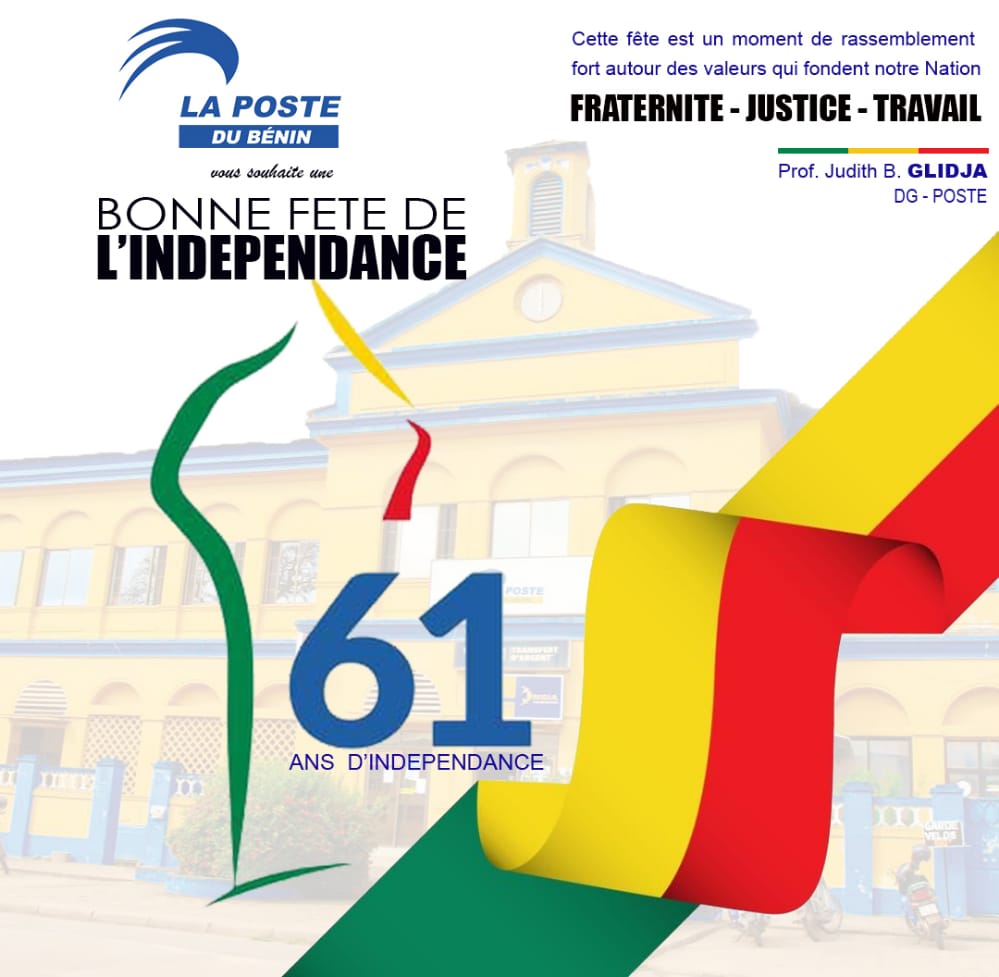 LA POSTE
DU BÉNIN
vous souhaite une
BONNE FETE DE
L'INDEPENDANCE
Cette fête est un moment de rassemblement
fort autour des valeurs qui fondent notre Nation
FRATERNITE - JUSTICE - TRAVAIL
Prof. Judith B. GLIDJA
DG - POSTE
61
ANS D'INDEPENDANCE
POSTE
TRANSFERT
D'ARGENT
GARDE
VELOS